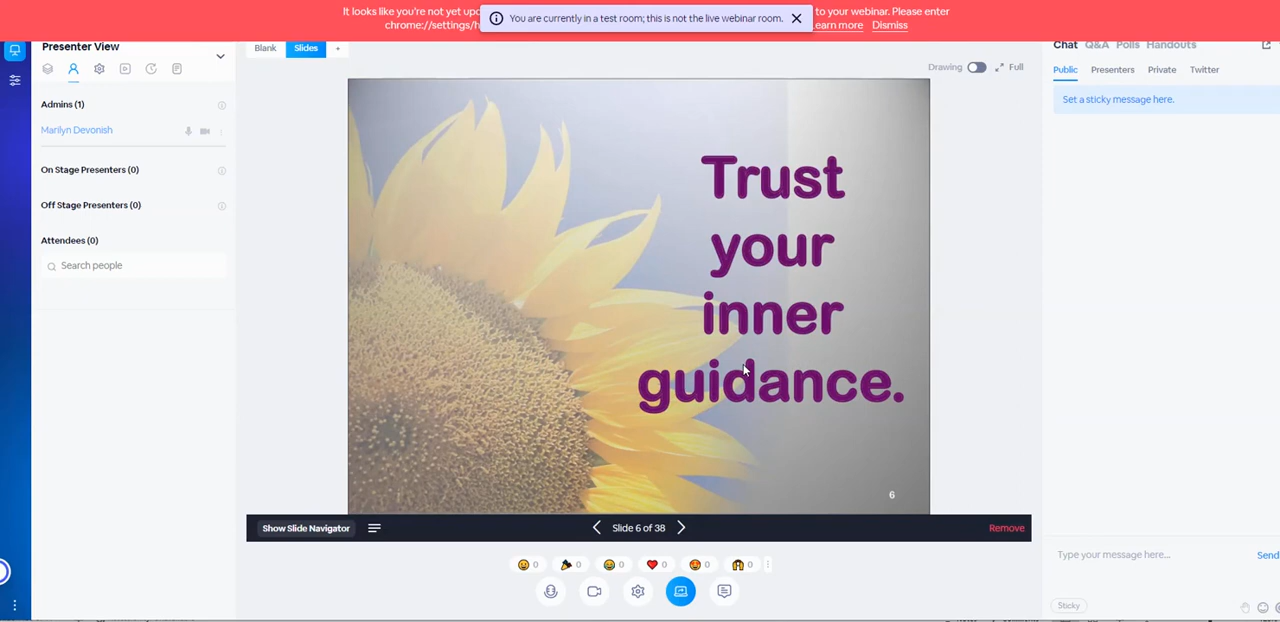 It looks like you're not yet upd
to your webinar. Please enter
chrome://settings/h
earn more
Dismiss
You are currently in a test room; this is not the live webinar room.
Presenter View
Admins (1)
Marilyn Devonish
On Stage Presenters (0)
Off Stage Presenters (0)
Attendees (0)
Search people
Blank
Slides
+
Drawing
Full
Trust
your
inner
guidance.
6
Show Slide Navigator
Slide 6 of 38
Remove
0
0
0
0
0
0
Chat
Q&A
Polls
Handouts
Public
Presenters
Private
Twitter
Set a sticky message here.
Type your message here...
Send
Sticky